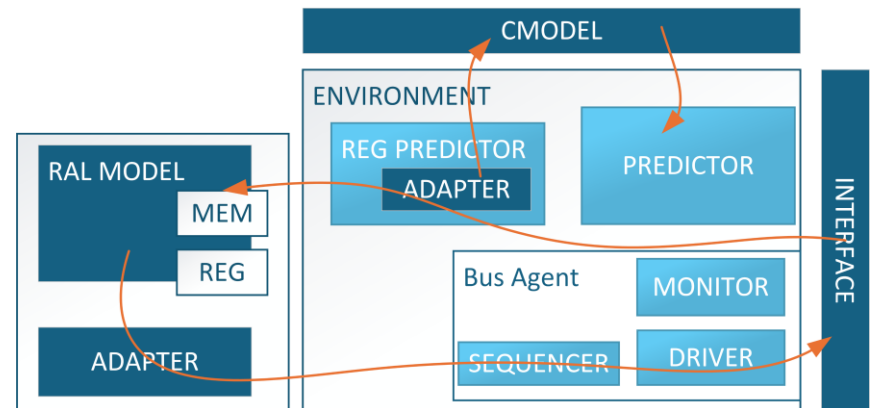 CMODEL
ENVIRONMENT
REG PREDICTOR
ADAPTER
PREDICTOR
RAL MODEL
MEM
REG
ADAPTER
Bus Agent
MONITOR
SEQUENCER
DRIVER
INTERFACE